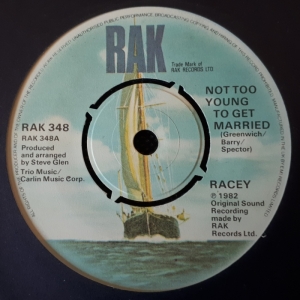 RAK
Trade Mark of
RAK RECORDS LTD.
NOT TOO
YOUNG
TO GET
MARRIED
(Greenwich/
Barry/
Spector)
RAK 348
RAK 348A
Produced
and arranged
by Steve Glen
Trio Music/
Carlin Music Corp.
RACEY
℗ 1982
Original Sound
Recording
made by
RAK
Records Ltd.